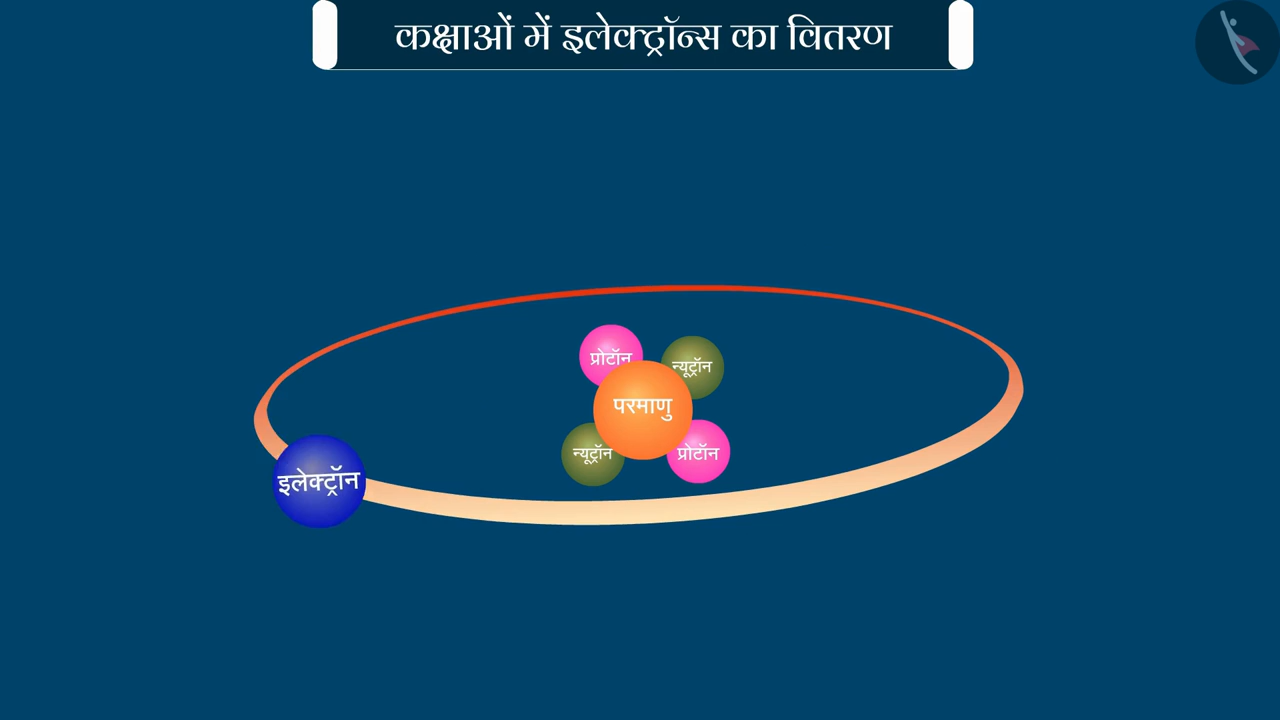 कक्षाओं में इलेक्ट्रॉन्स का वितरण
प्रोटॉन
न्यूट्रॉन
परमाणु
न्यूट्रॉन
प्रोटॉन
इलेक्ट्रॉन